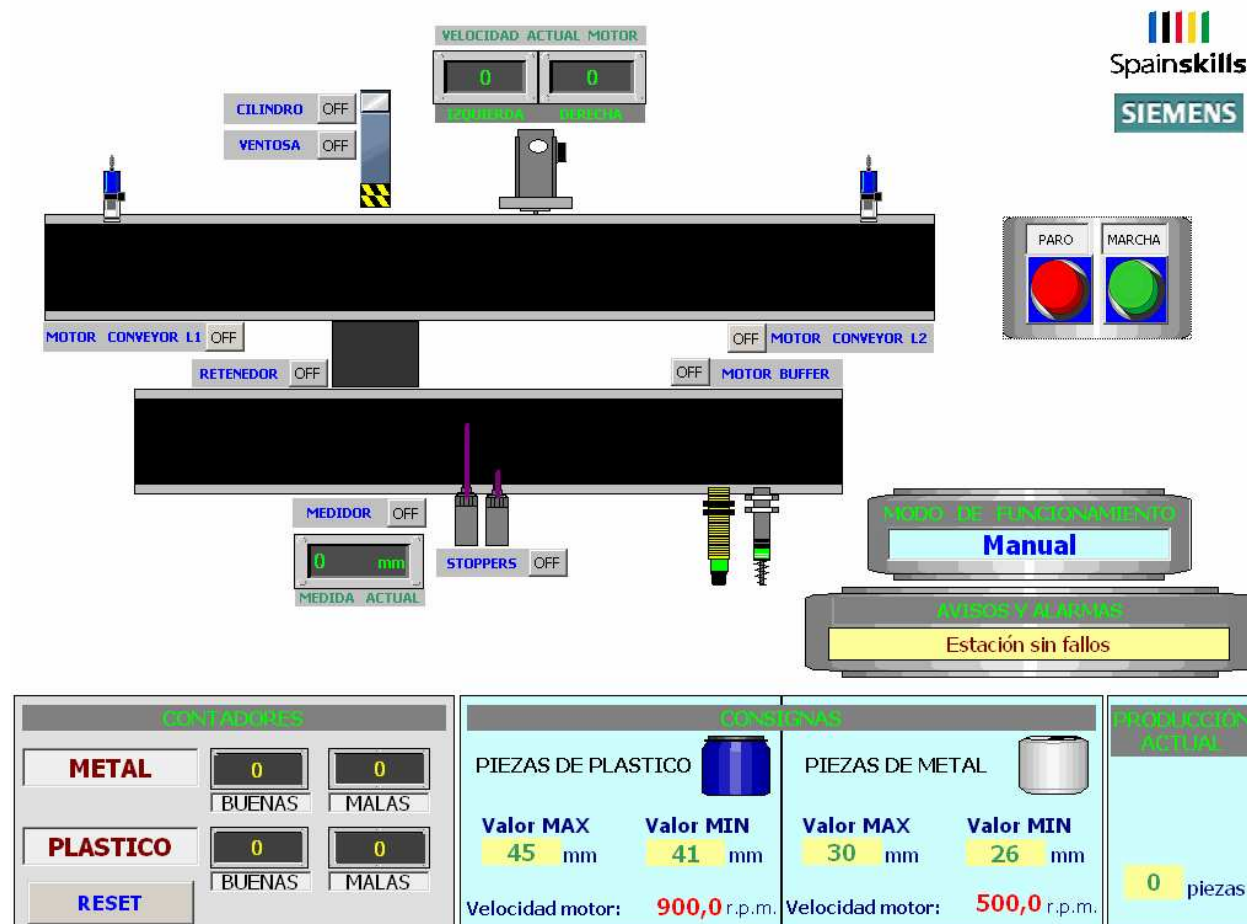 VELOCIDAD ACTUAL MOTOR
0 0
IZQUIERDA DERECHA
Spainskills
SIEMENS
CILINDRO OFF
VENTOSA OFF
PARO MARCHA
MOTOR CONVEYOR L1 OFF
OFF MOTOR CONVEYOR L2
RETENEDOR OFF
OFF MOTOR BUFFER
MEDIDOR OFF
0 mm
MEDIDA ACTUAL
STOPPERS OFF
MODO DE FUNCIONAMIENTO
Manual
AVISOS Y ALARMAS
Estación sin fallos
CONTADORES
METAL 0 0
BUENAS MALAS
PLASTICO 0 0
BUENAS MALAS
RESET
CONSIGNAS
PIEZAS DE PLASTICO
Valor MAX Valor MIN
45 mm 41 mm
Velocidad motor: 900,0 r.p.m.
PIEZAS DE METAL
Valor MAX Valor MIN
30 mm 26 mm
Velocidad motor: 500,0 r.p.m.
PRODUCCIÓN
ACTUAL
0 piezas